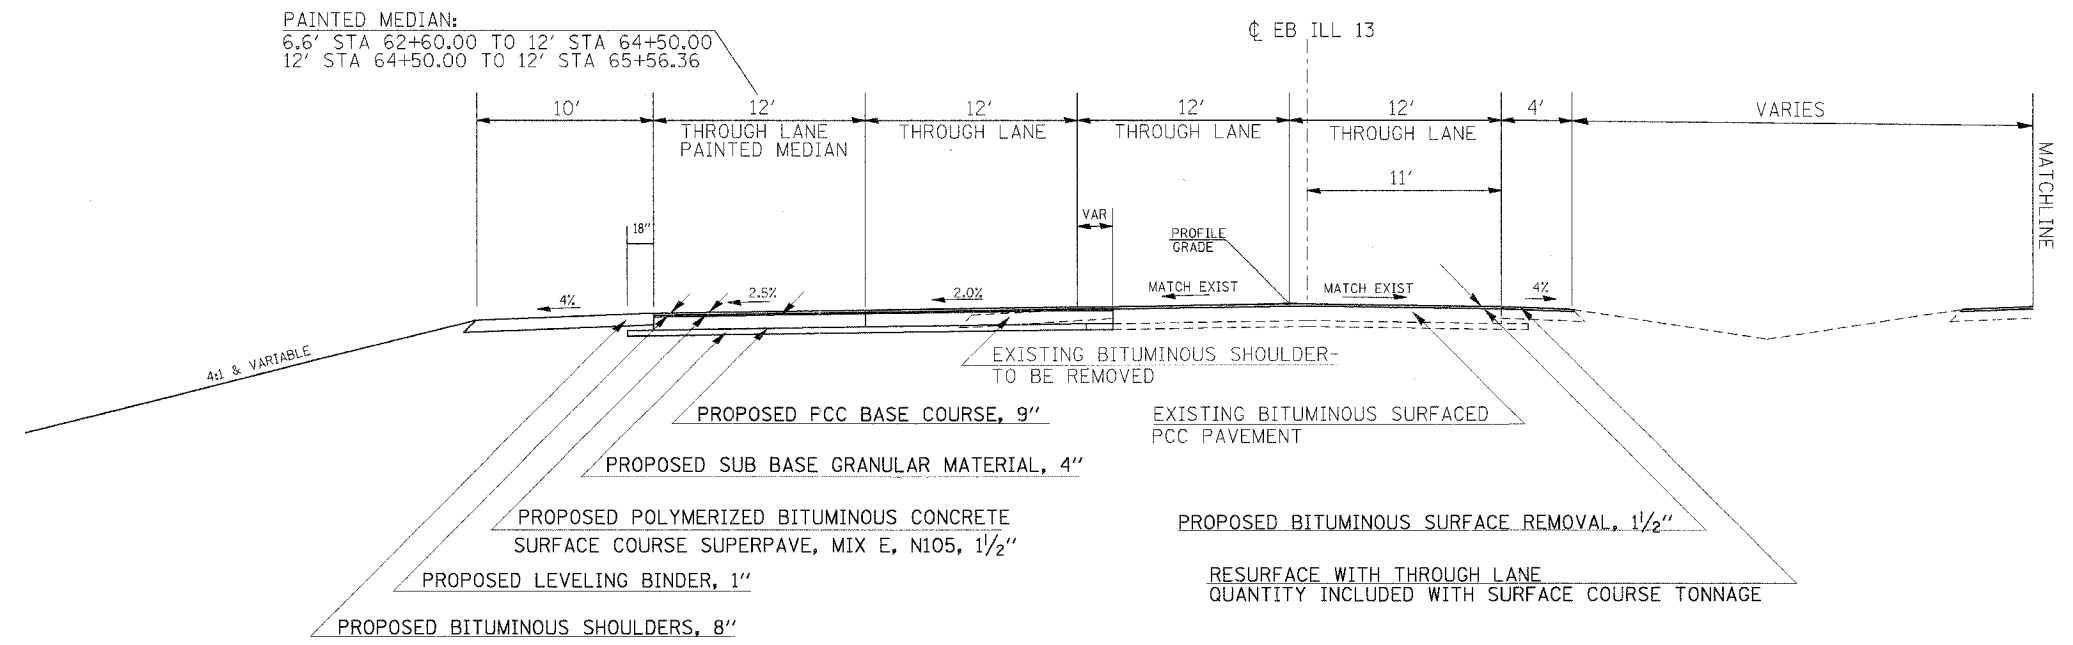 PAINTED MEDIAN:
6.6' STA 62+60.00 TO 12' STA 64+50.00
12' STA 64+50.00 TO 12' STA 65+56.36
℄ EB ILL 13
10'
12'
12'
12'
12'
4'
VARIES
THROUGH LANE
PAINTED MEDIAN
THROUGH LANE
THROUGH LANE
THROUGH LANE
MATCHLINE
11'
18"
VAR
PROFILE
GRADE
4%
2.5%
2.0%
MATCH EXIST
MATCH EXIST
4%
4:1 & VARIABLE
EXISTING BITUMINOUS SHOULDER-
TO BE REMOVED
PROPOSED PCC BASE COURSE, 9"
EXISTING BITUMINOUS SURFACED
PCC PAVEMENT
PROPOSED SUB BASE GRANULAR MATERIAL, 4"
PROPOSED POLYMERIZED BITUMINOUS CONCRETE
SURFACE COURSE SUPERPAVE, MIX E, N105, 1½"
PROPOSED BITUMINOUS SURFACE REMOVAL, 1½"
PROPOSED LEVELING BINDER, 1"
RESURFACE WITH THROUGH LANE
QUANTITY INCLUDED WITH SURFACE COURSE TONNAGE
PROPOSED BITUMINOUS SHOULDERS, 8"